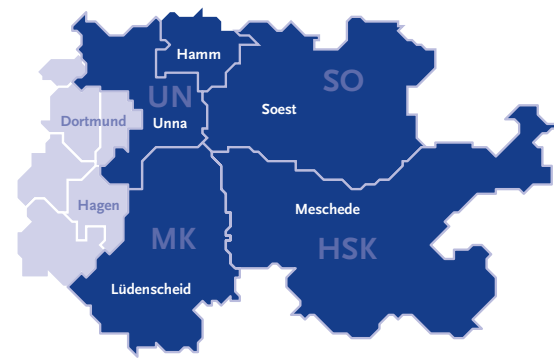 Hamm
SO
UN
Soest
Dortmund
Unna
Hagen
Meschede
MK
HSK
Lüdenscheid